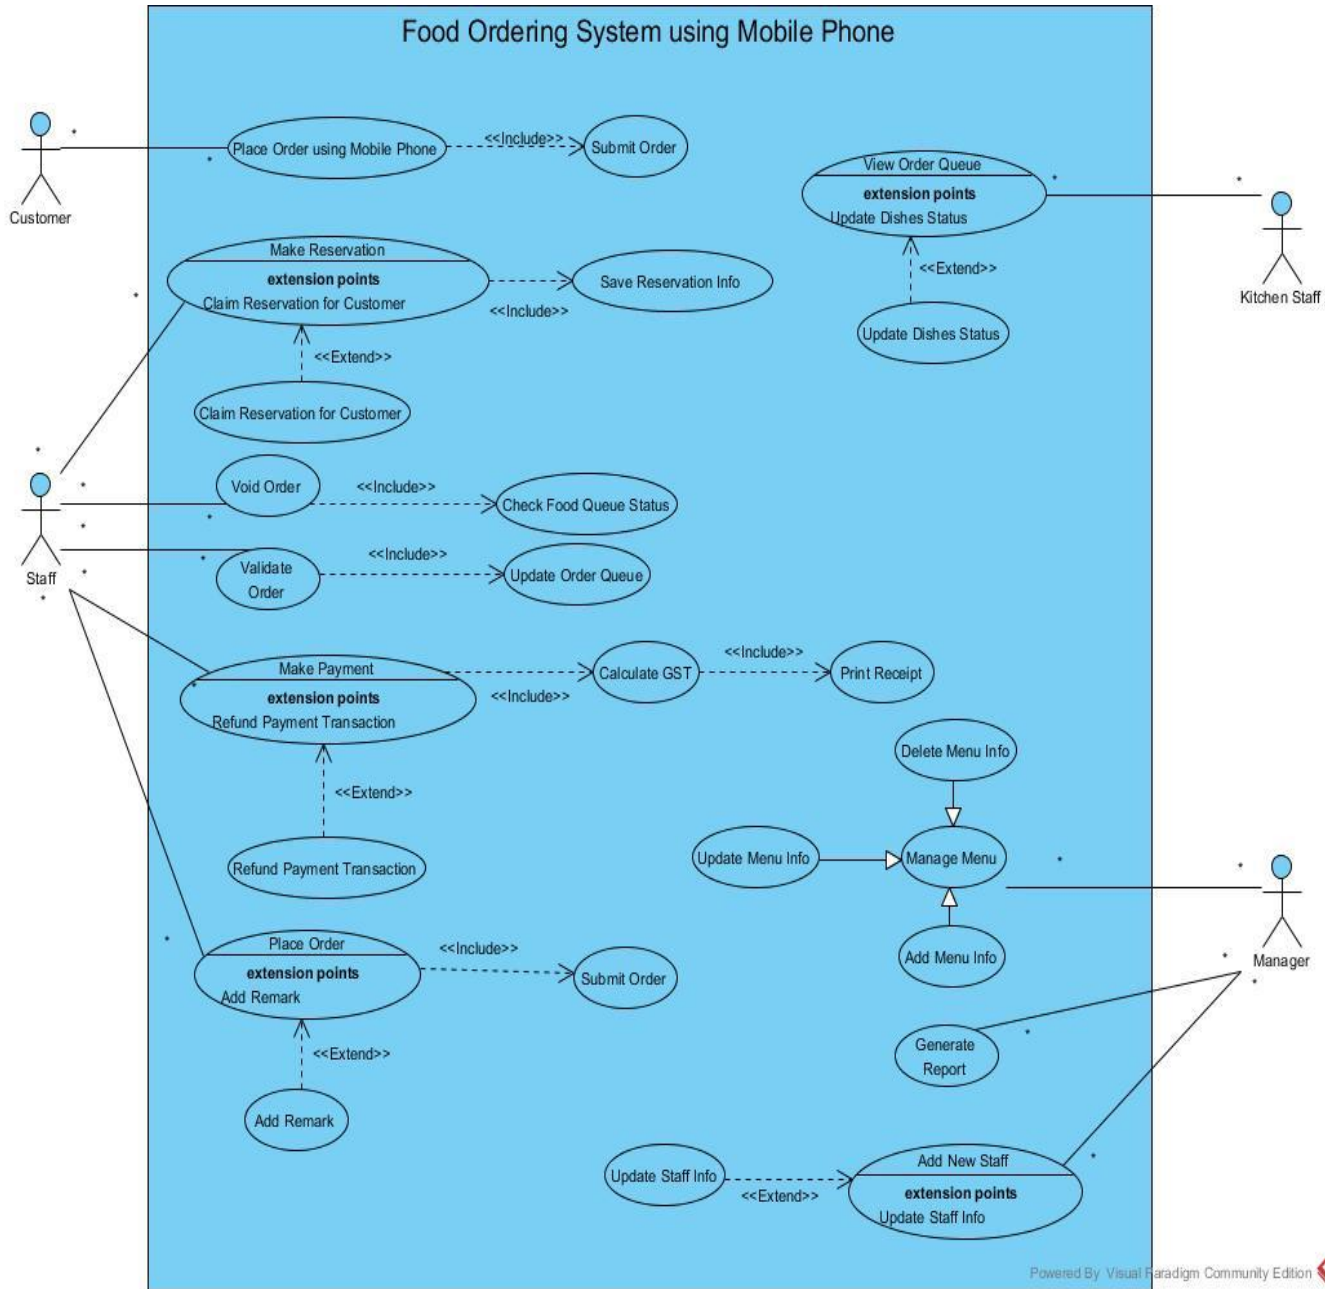 Food Ordering System using Mobile Phone
*
*
Customer
Place Order using Mobile Phone
<<Include>>
Submit Order
View Order Queue
extension points
Update Dishes Status
*
*
Kitchen Staff
<<Extend>>
Update Dishes Status
Make Reservation
extension points
Claim Reservation for Customer
*
<<Include>>
Save Reservation Info
<<Extend>>
Claim Reservation for Customer
*
*
*
*
*
Staff
Void Order
*
<<Include>>
Check Food Queue Status
Validate
Order
*
<<Include>>
Update Order Queue
Make Payment
extension points
Refund Payment Transaction
*
<<Include>>
Calculate GST
<<Include>>
Print Receipt
<<Extend>>
Refund Payment Transaction
Delete Menu Info
Update Menu Info
Manage Menu
*
*
Add Menu Info
Manager
*
*
Place Order
extension points
Add Remark
*
<<Include>>
Submit Order
<<Extend>>
Add Remark
Generate
Report
*
Update Staff Info
<<Extend>>
Add New Staff
extension points
Update Staff Info
*
Powered By Visual Paradigm Community Edition